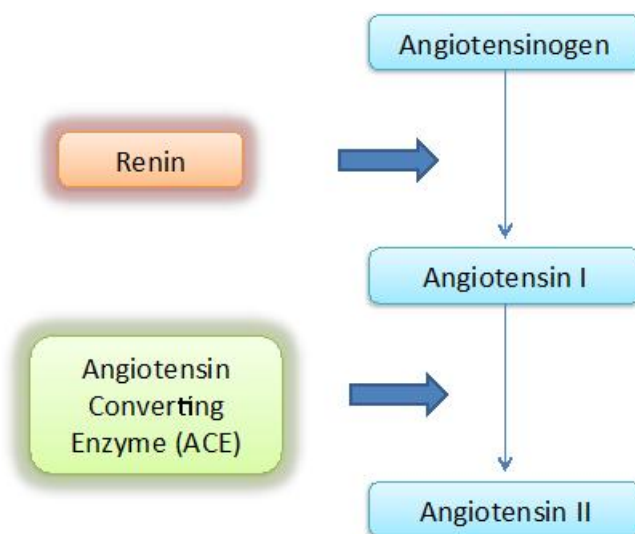 Angiotensinogen
Renin
Angiotensin I
Angiotensin
Converting
Enzyme (ACE)
Angiotensin II